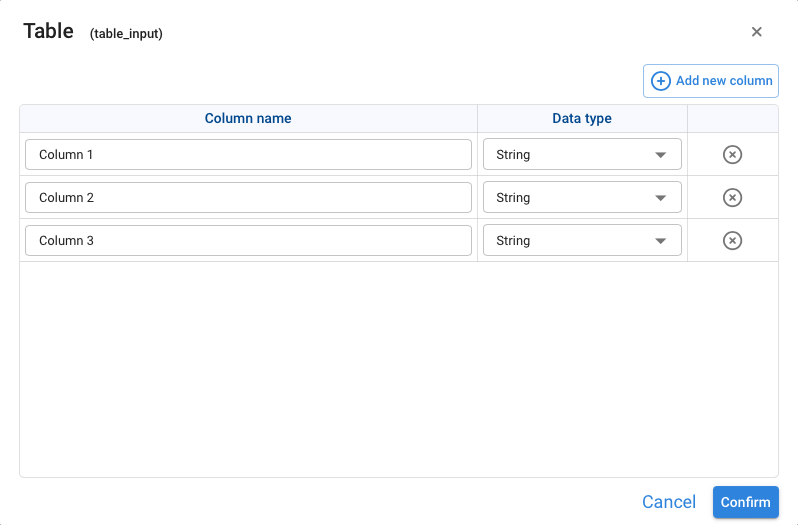 Table (table_input)
Add new column
Column name Data type
Column 1 String
Column 2 String
Column 3 String
Cancel Confirm